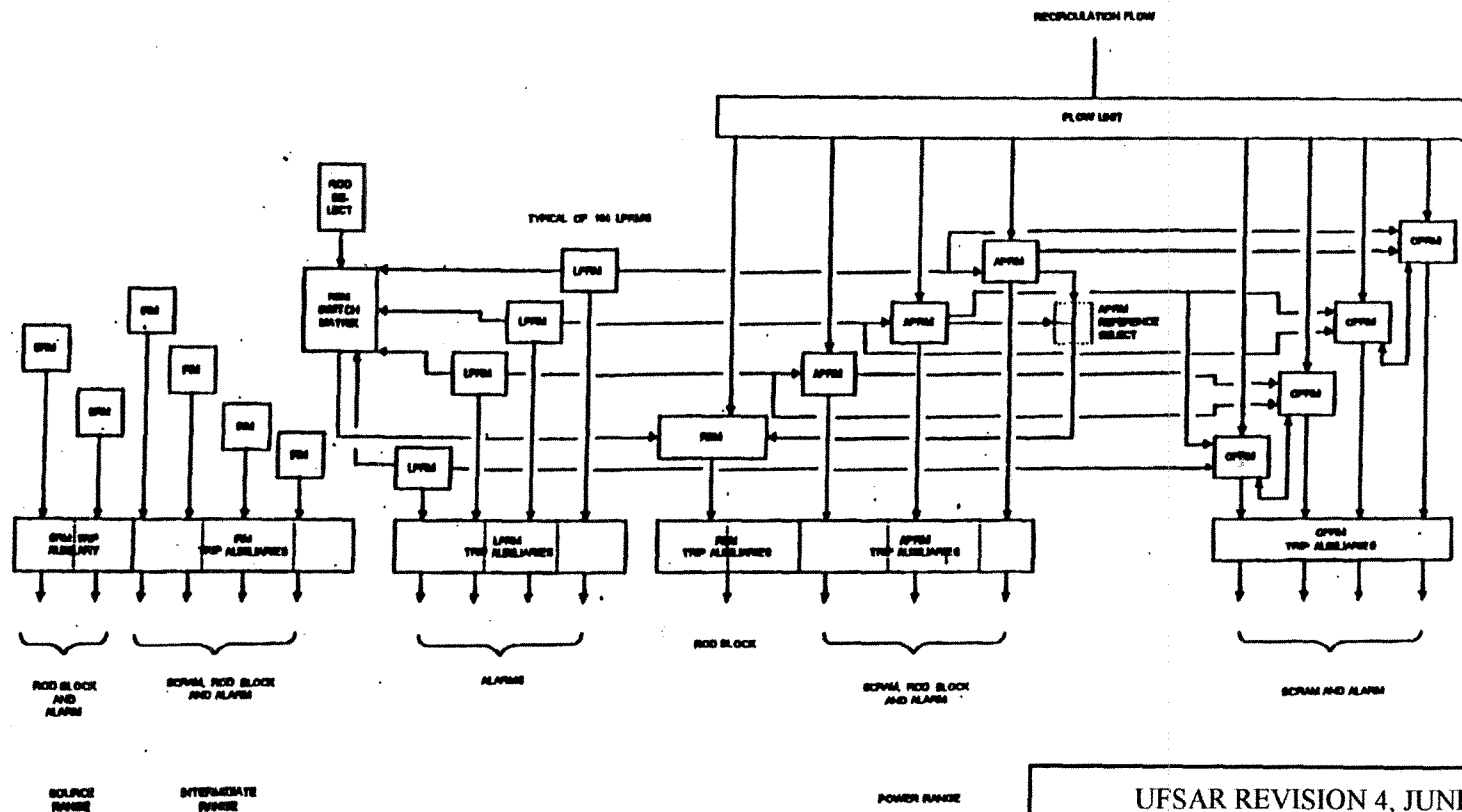 RECIRCULATION FLOW
FLOW UNIT
ROD
SE-
LECT
TYPICAL OF LPRMS
RBM
SWITCH
MATRIX
LPRM
LPRM
LPRM
LPRM
SRM
SRM
IRM
IRM
IRM
IRM
APRM
APRM
APRM
APRM
REFERENCE
SELECT
RBM
OPRM
OPRM
OPRM
OPRM
SRM TRIP
AUXILIARY
IRM
TRIP AUXILIARIES
LPRM
TRIP AUXILIARIES
RBM
TRIP AUXILIARIES
APRM
TRIP AUXILIARIES
OPRM
TRIP AUXILIARIES
ROD BLOCK
AND
ALARM
SCRAM, ROD BLOCK
AND ALARM
ALARMS
ROD BLOCK
SCRAM, ROD BLOCK
AND ALARM
SCRAM AND ALARM
SOURCE
RANGE
INTERMEDIATE
RANGE
POWER RANGE
UFSAR REVISION 4, JUN